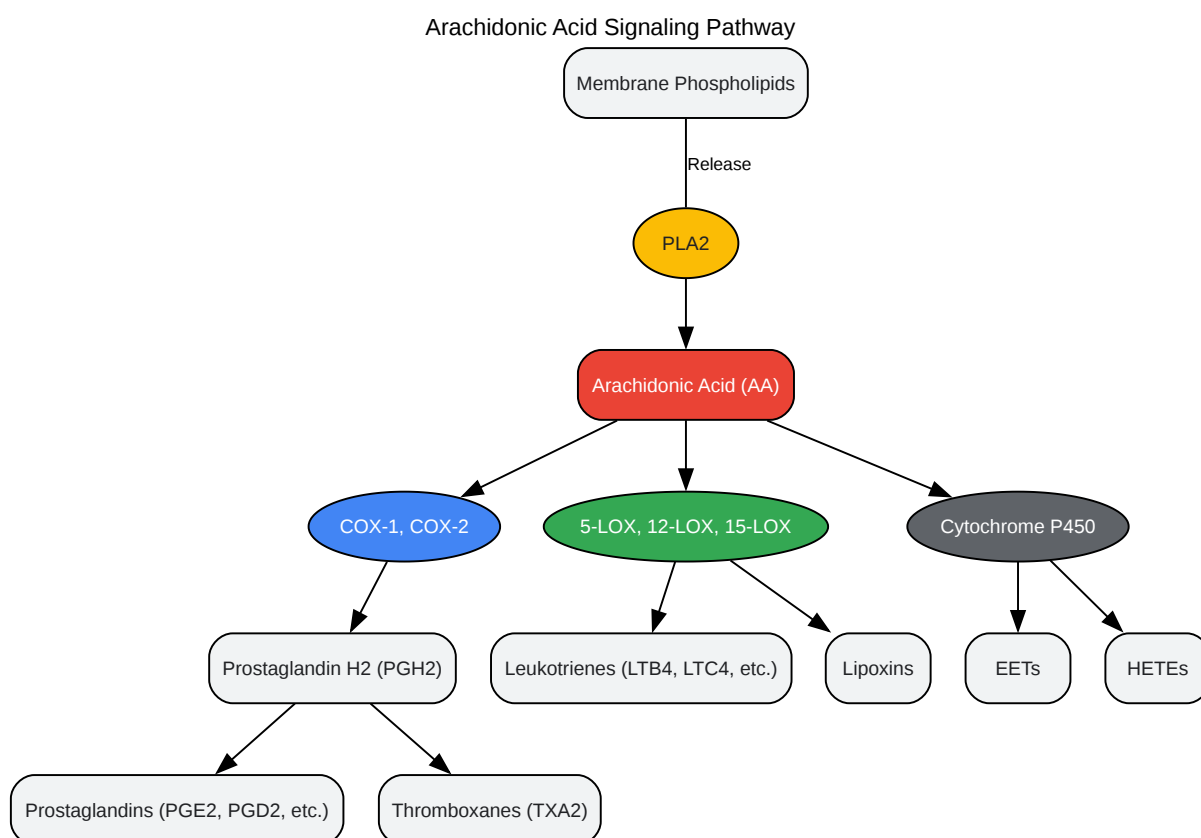 Arachidonic Acid Signaling Pathway
Membrane Phospholipids
Release
PLA2
Arachidonic Acid (AA)
COX-1, COX-2
5-LOX, 12-LOX, 15-LOX
Cytochrome P450
Prostaglandin H2 (PGH2)
Leukotrienes (LTB4, LTC4, etc.)
Lipoxins
EETs
HETEs
Prostaglandins (PGE2, PGD2, etc.)
Thromboxanes (TXA2)